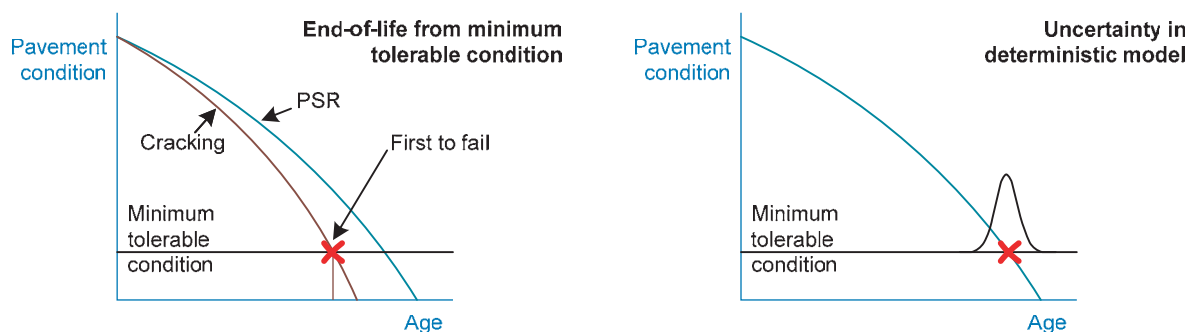 End-of-life from minimum
tolerable condition
Pavement
condition
PSR
Cracking
First to fail
Minimum
tolerable
condition
Age
Uncertainty in
deterministic model
Pavement
condition
Minimum
tolerable
condition
Age